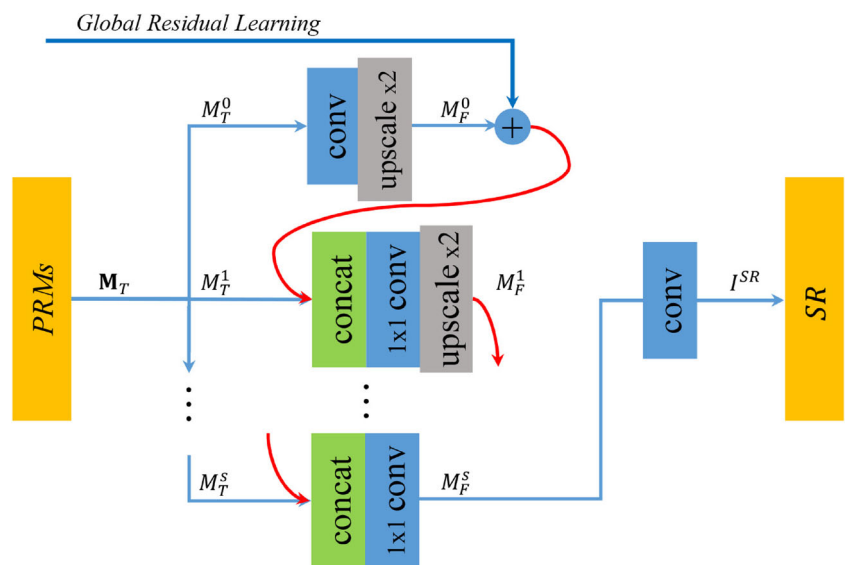 Global Residual Learning
M_T^0
conv
upscale x2
M_F^0
+
PRMs
M_T
M_T^1
concat
1x1 conv
upscale x2
M_F^1
conv
I^{SR}
SR
⋮
⋮
M_T^s
concat
1x1 conv
M_F^s